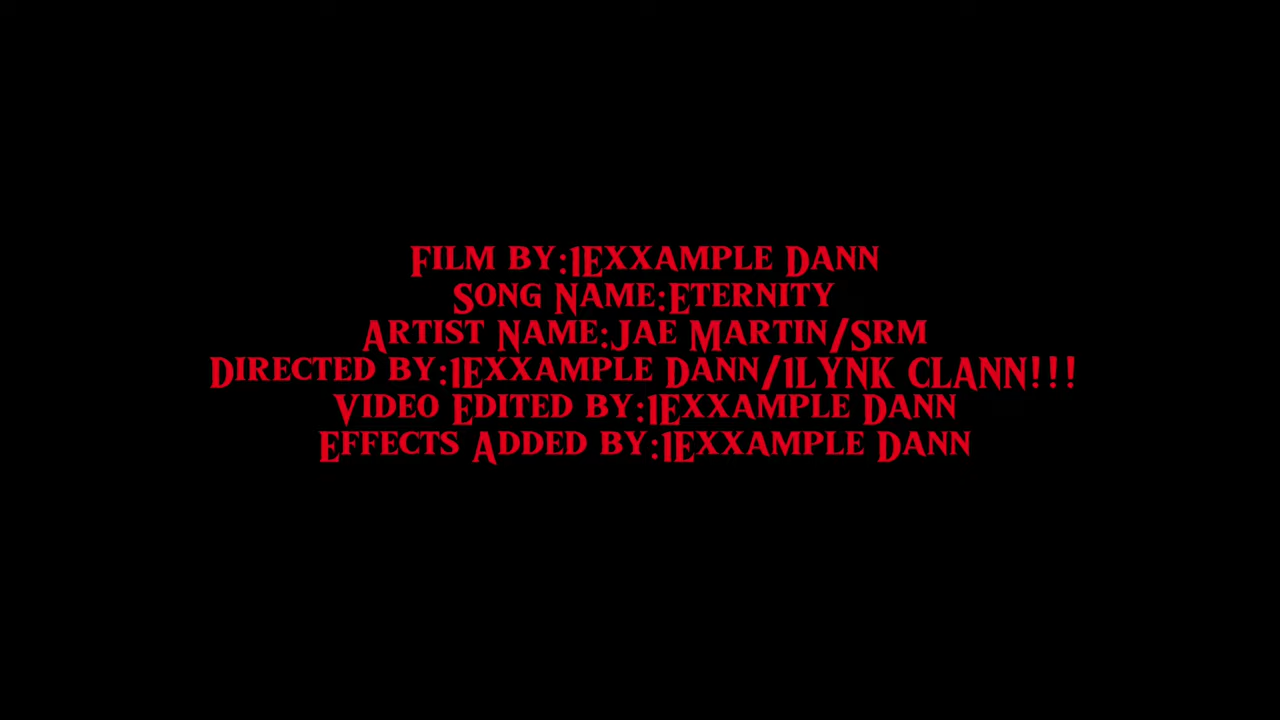 Film by:1Exxample Dann
Song Name:Eternity
Artist Name:Jae Martin/Srm
Directed by:1Exxample Dann/1LYNK CLANN!!!
Video Edited by:1Exxample Dann
Effects Added by:1Exxample Dann